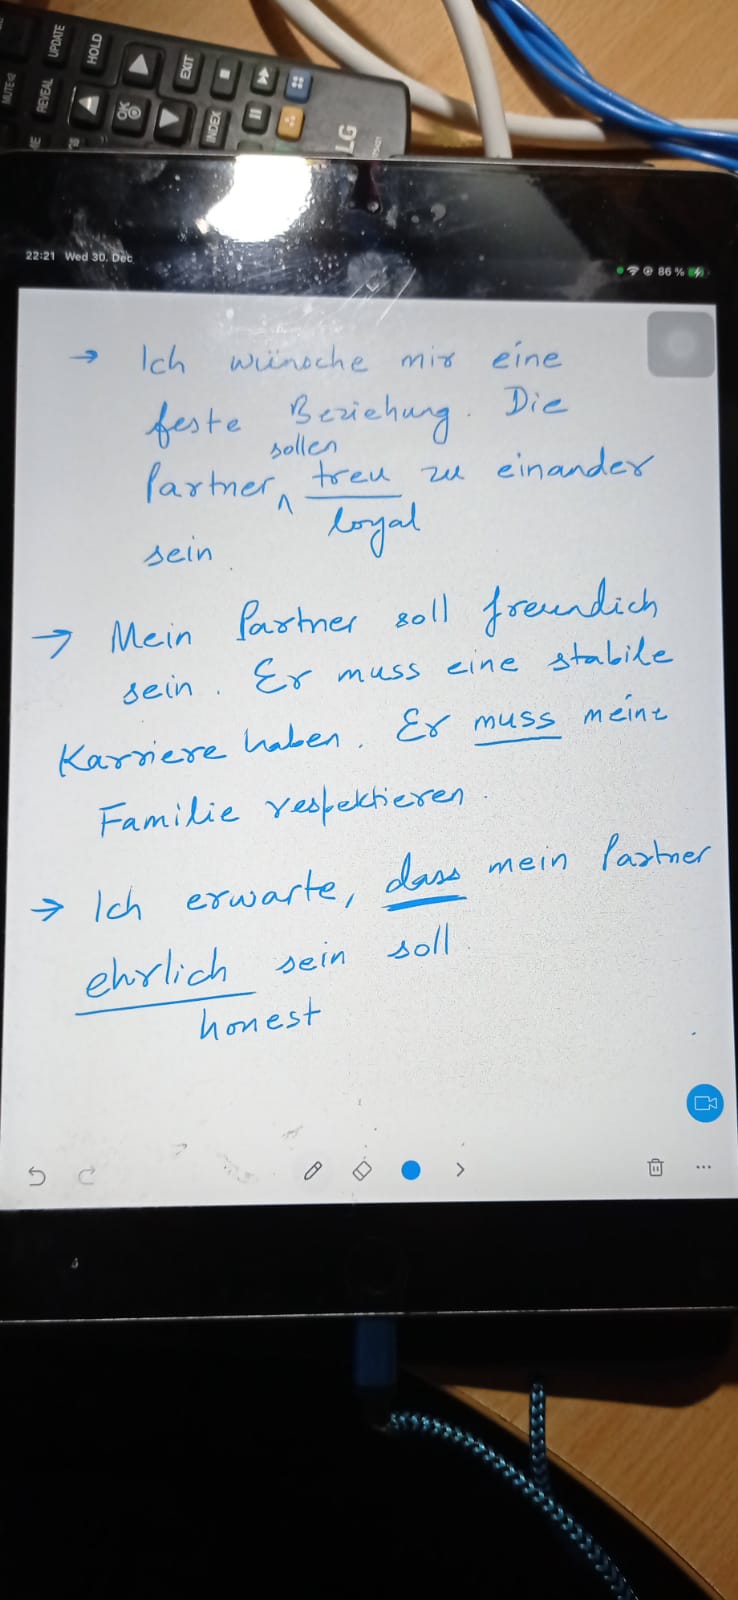 MUTE
REVEAL
UPDATE
HOLD
EXIT
OK
INDEX
LG
22:21 Wed 30. Dec
86 %
→ Ich wünsche mir eine
feste Beziehung. Die
sollen
Partner ^ treu zu einander
loyal
sein.
→ Mein Partner soll freundich
sein. Er muss eine stabile
Karriere haben. Er muss meine
Familie respektieren.
→ Ich erwarte, dass mein Partner
ehrlich sein soll.
honest